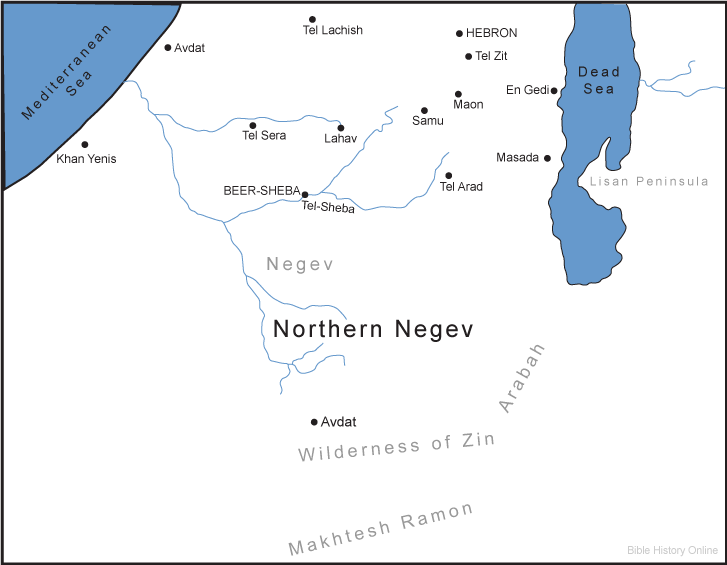 Mediterranean
Sea
Avdat
Tel Lachish
HEBRON
Tel Zit
Dead
Sea
En Gedi
Maon
Samu
Tel Sera
Lahav
Khan Yenis
Masada
Tel Arad
Lisan Peninsula
BEER-SHEBA
Tel-Sheba
Negev
Northern Negev
Arabah
Avdat
Wilderness of Zin
Makhtesh Ramon
Bible History Online